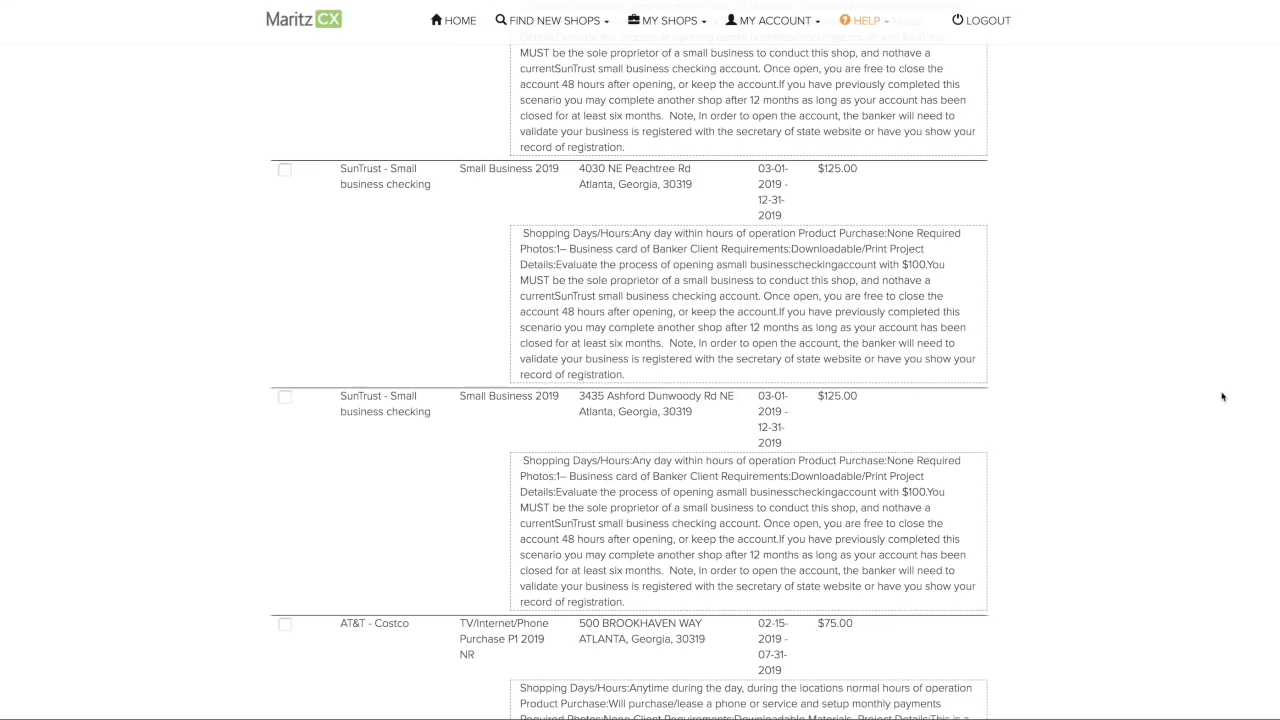 Maritz CX
HOME
FIND NEW SHOPS
MY SHOPS
MY ACCOUNT
HELP
LOGOUT
MUST be the sole proprietor of a small business to conduct this shop, and nothave a
currentSunTrust small business checking account. Once open, you are free to close the
account 48 hours after opening, or keep the account.If you have previously completed this
scenario you may complete another shop after 12 months as long as your account has been
closed for at least six months. Note, In order to open the account, the banker will need to
validate your business is registered with the secretary of state website or have you show your
record of registration.
SunTrust - Small
business checking
Small Business 2019
4030 NE Peachtree Rd
Atlanta, Georgia, 30319
03-01-
2019 -
12-31-
2019
$125.00
Shopping Days/Hours:Any day within hours of operation Product Purchase:None Required
Photos:1– Business card of Banker Client Requirements:Downloadable/Print Project
Details:Evaluate the process of opening asmall businesscheckingaccount with $100.You
MUST be the sole proprietor of a small business to conduct this shop, and nothave a
currentSunTrust small business checking account. Once open, you are free to close the
account 48 hours after opening, or keep the account.If you have previously completed this
scenario you may complete another shop after 12 months as long as your account has been
closed for at least six months. Note, In order to open the account, the banker will need to
validate your business is registered with the secretary of state website or have you show your
record of registration.
SunTrust - Small
business checking
Small Business 2019
3435 Ashford Dunwoody Rd NE
Atlanta, Georgia, 30319
03-01-
2019 -
12-31-
2019
$125.00
Shopping Days/Hours:Any day within hours of operation Product Purchase:None Required
Photos:1– Business card of Banker Client Requirements:Downloadable/Print Project
Details:Evaluate the process of opening asmall businesscheckingaccount with $100.You
MUST be the sole proprietor of a small business to conduct this shop, and nothave a
currentSunTrust small business checking account. Once open, you are free to close the
account 48 hours after opening, or keep the account.If you have previously completed this
scenario you may complete another shop after 12 months as long as your account has been
closed for at least six months. Note, In order to open the account, the banker will need to
validate your business is registered with the secretary of state website or have you show your
record of registration.
AT&T - Costco
TV/Internet/Phone
Purchase P1 2019
NR
500 BROOKHAVEN WAY
ATLANTA, Georgia, 30319
02-15-
2019 -
07-31-
2019
$75.00
Shopping Days/Hours:Anytime during the day, during the locations normal hours of operation
Product Purchase:Will purchase/lease a phone or service and setup monthly payments
Required Photos:None Client Requirements:Downloadable Materials Project Details:This is a